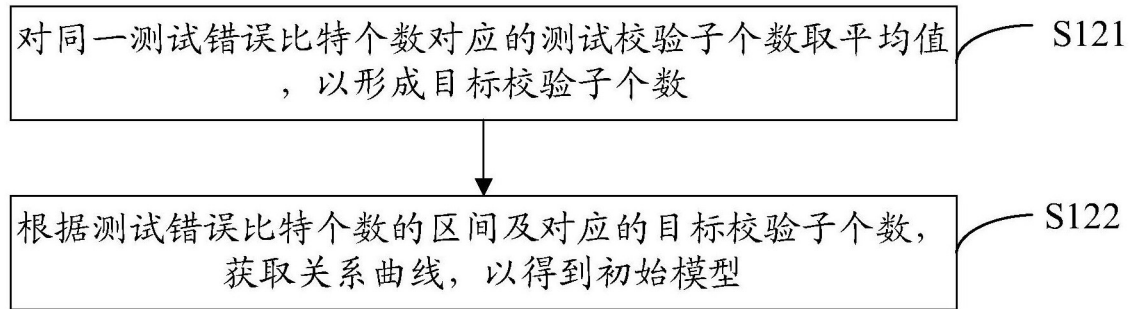 对同一测试错误比特个数对应的测试校验子个数取平均值
，以形成目标校验子个数
S121
根据测试错误比特个数的区间及对应的目标校验子个数，
获取关系曲线，以得到初始模型
S122